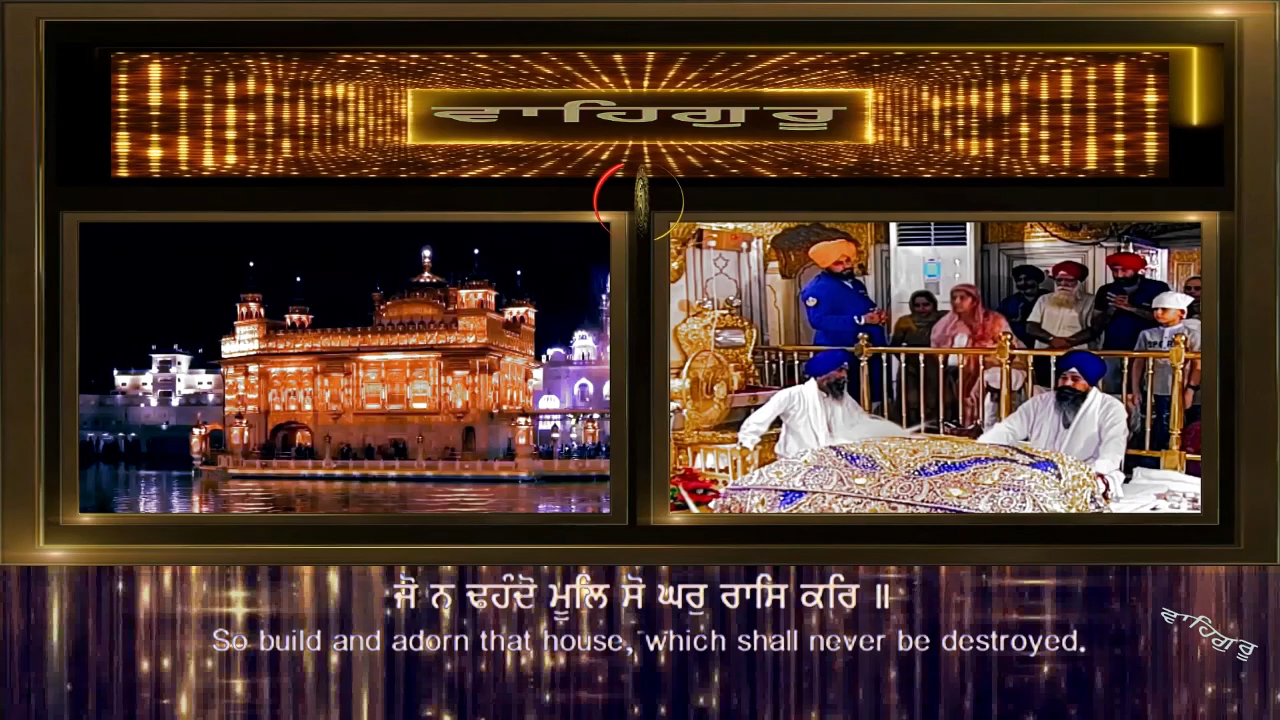 ਵਾਹਿਗੁਰੂ
ਜੋ ਨ ਢਹੰਦੋ ਮੂਲਿ ਸੋ ਘਰੁ ਰਾਸਿ ਕਰਿ ॥
So build and adorn that house, which shall never be destroyed.
ਵਾਹਿਗੁਰੂ